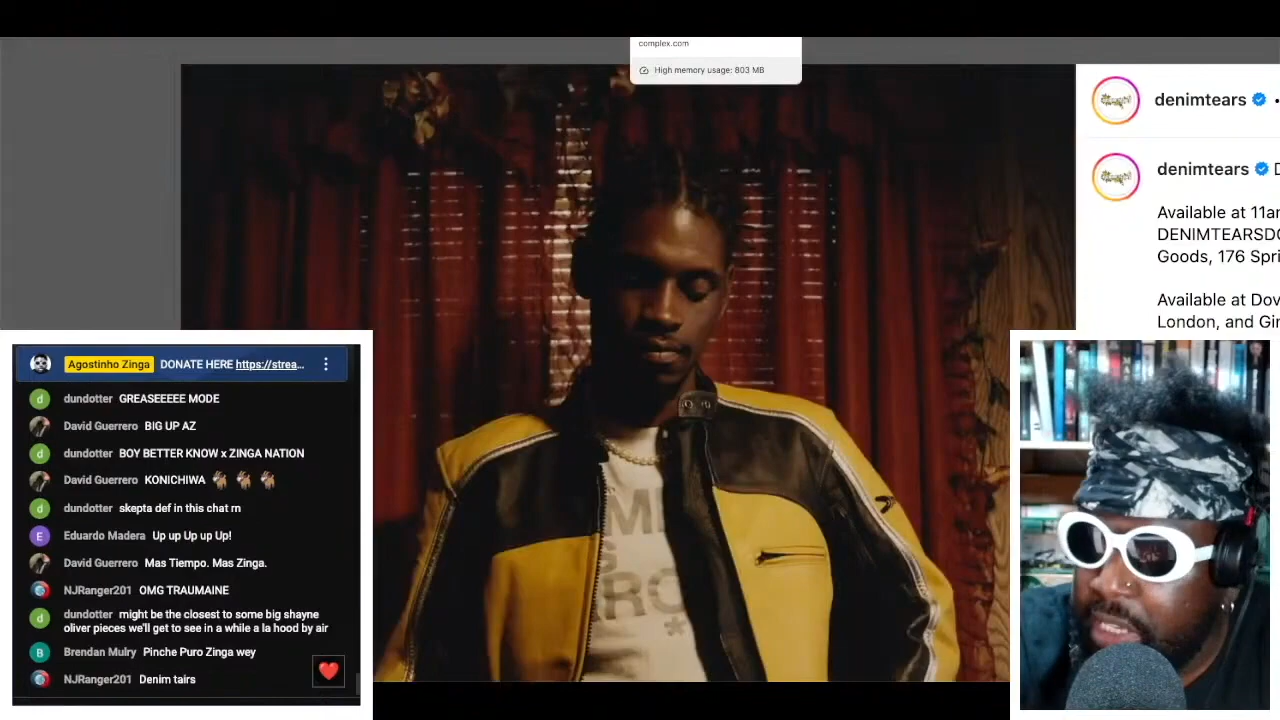 complex.com
High memory usage: 803 MB
denimtears •
denimtears
Available at 11a
DENIMTEARSD
Goods, 176 Spri
Available at Dov
London, and Gi
Agostinho Zinga DONATE HERE https://strea...
dundotter GREASEEEEE MODE
David Guerrero BIG UP AZ
dundotter BOY BETTER KNOW x ZINGA NATION
David Guerrero KONICHIWA 🐐 🐐 🐐
dundotter skepta def in this chat rn
Eduardo Madera Up up Up up Up!
David Guerrero Mas Tiempo. Mas Zinga.
NJRanger201 OMG TRAUMAINE
dundotter might be the closest to some big shayne
oliver pieces we'll get to see in a while a la hood by air
Brendan Mulry Pinche Puro Zinga wey
NJRanger201 Denim tairs